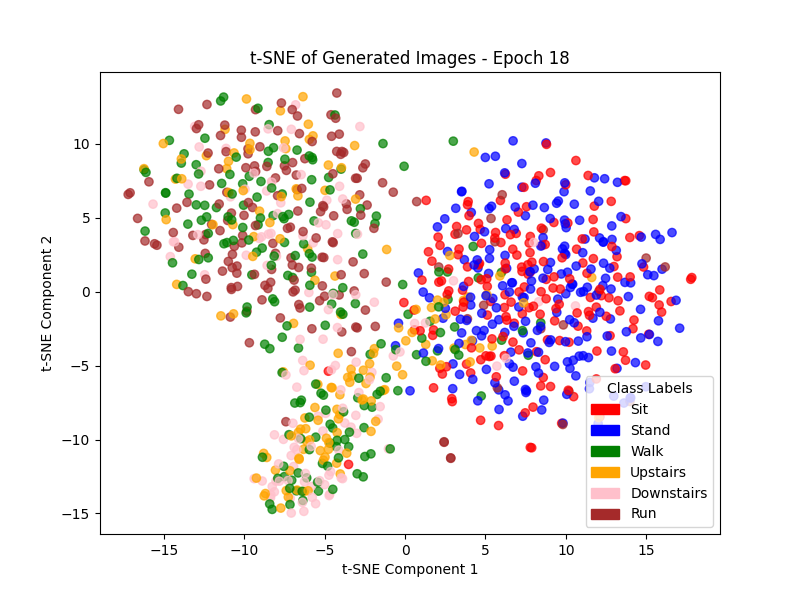 t-SNE of Generated Images - Epoch 18
t-SNE Component 2
10
5
0
−5
−10
−15
Class Labels
Sit
Stand
Walk
Upstairs
Downstairs
Run
−15
−10
−5
0
5
10
15
t-SNE Component 1